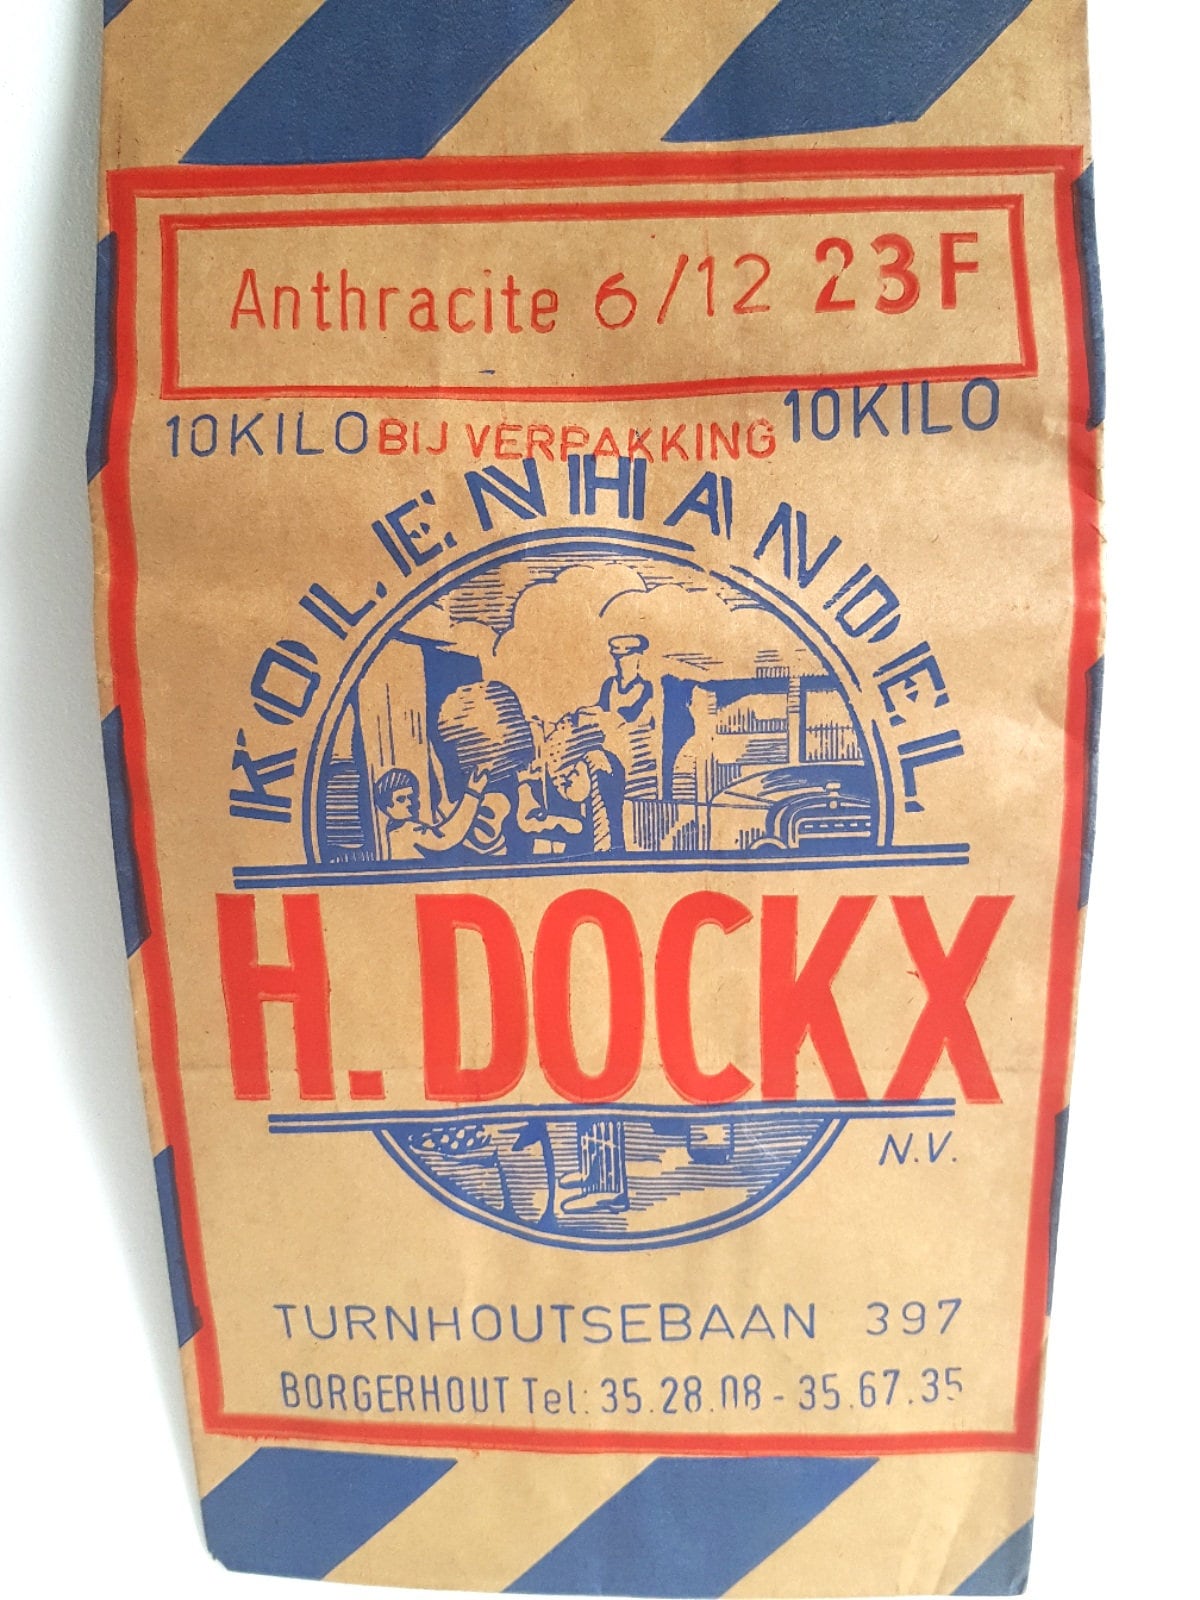 Anthracite 6/12 23F
10KILO BIJ VERPAKKING 10KILO
KOLENHANDEL
H. DOCKX
N.V.
TURNHOUTSEBAAN 397
BORGERHOUT Tel: 35.28.08 - 35.67.35